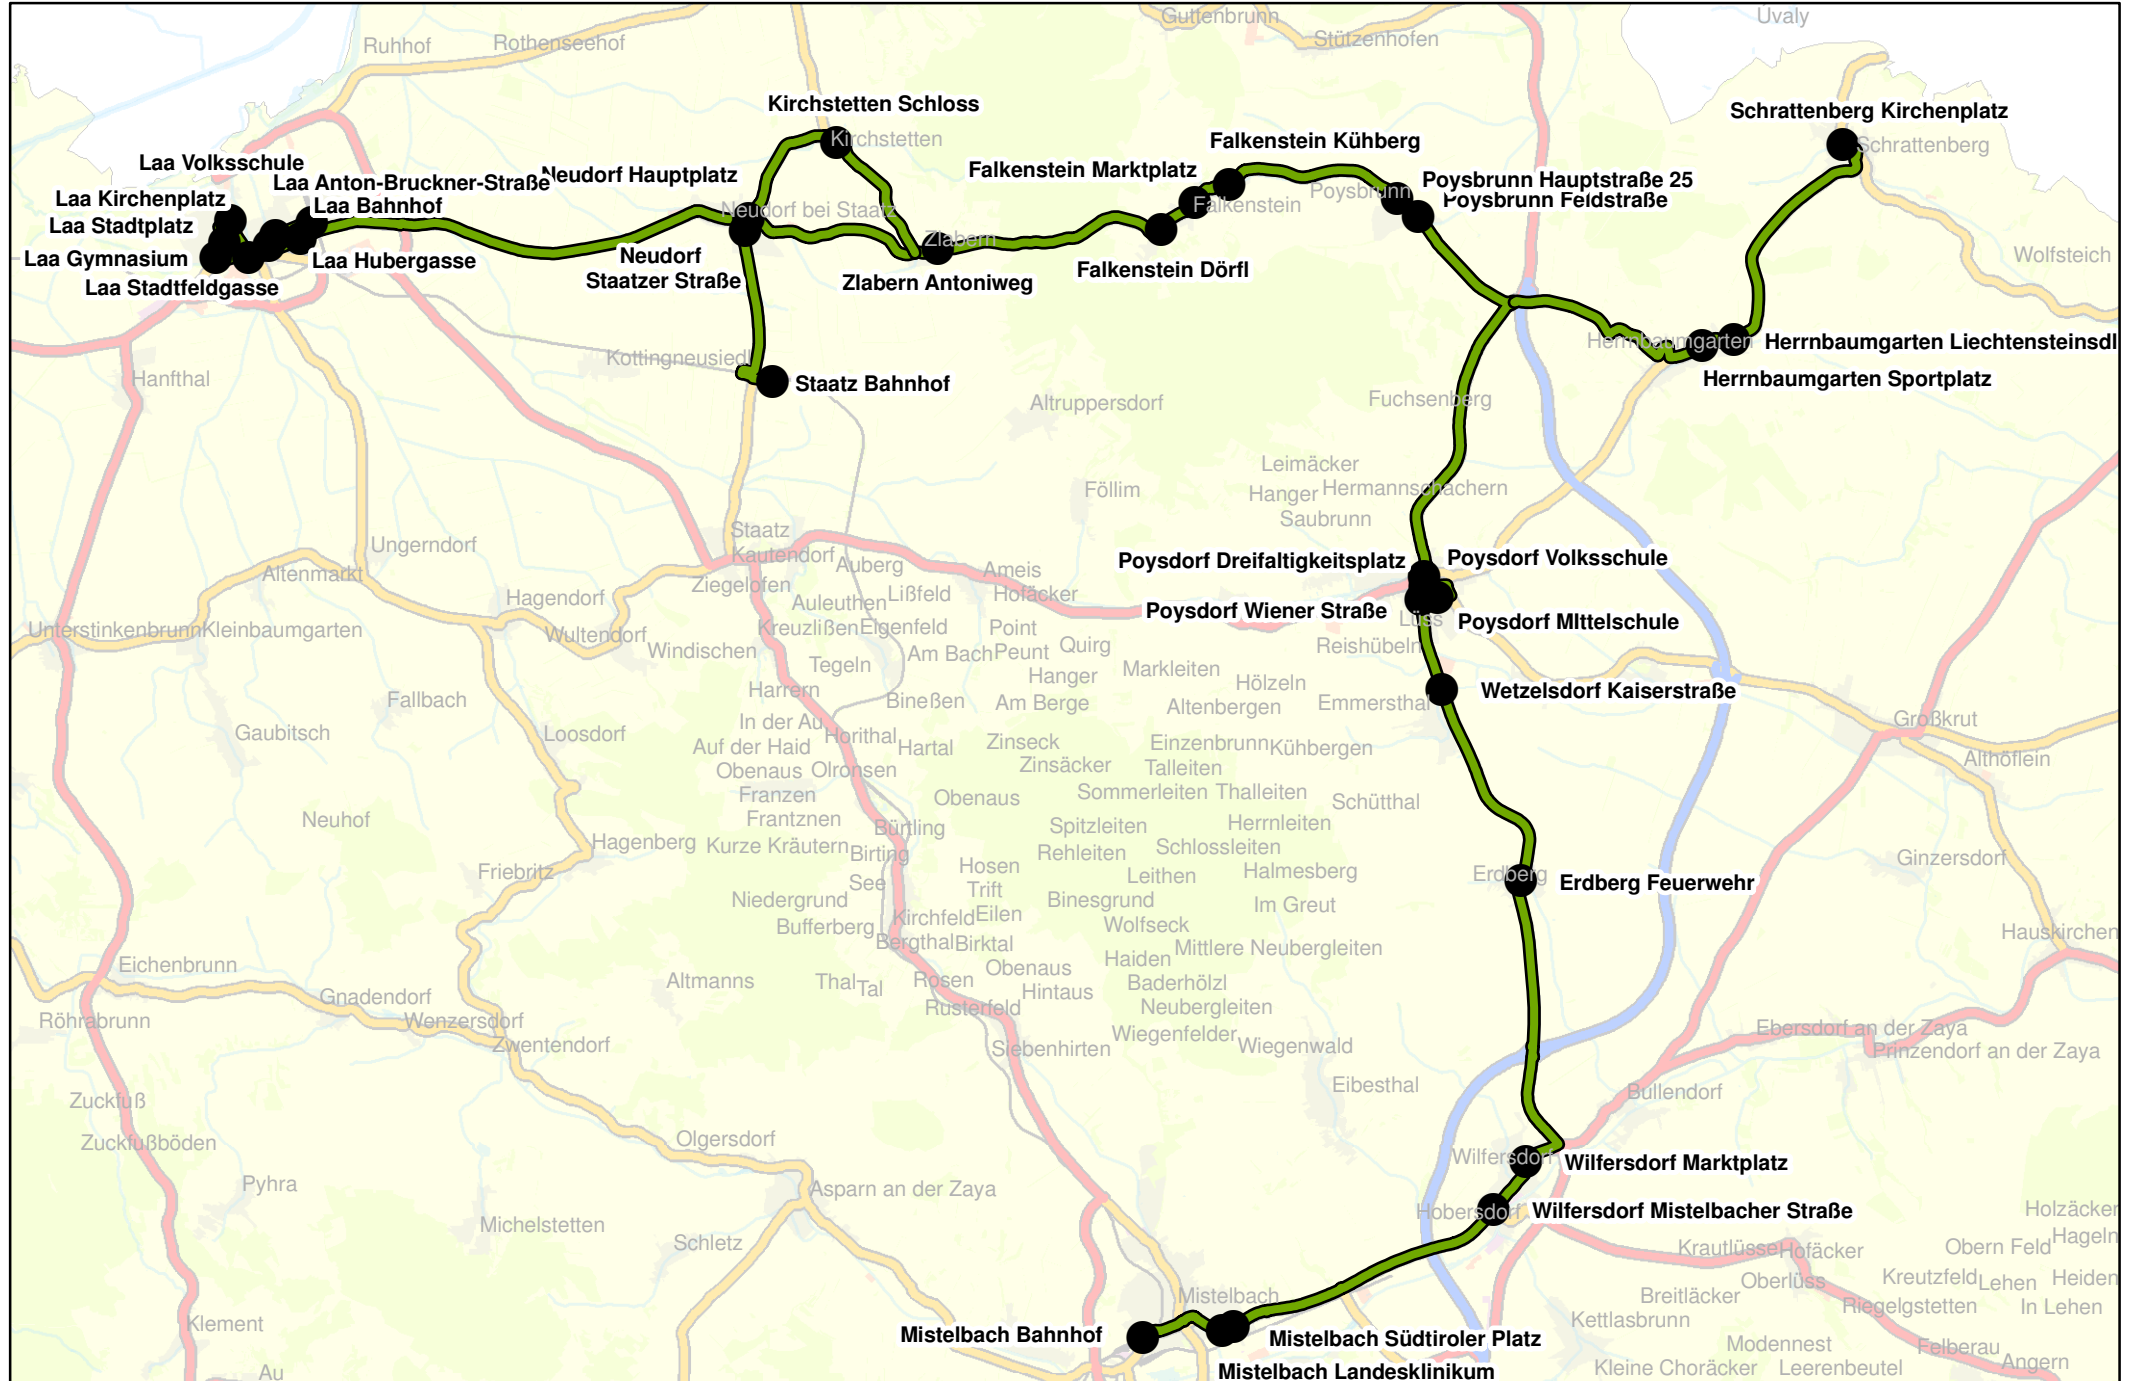 Guttenbrunn
Üvaly
Ruhhof
Rothenseehof
Stützenhofen
Kirchstetten Schloss
Schrattenberg Kirchenplatz
Kirchstetten
Falkenstein Kühberg
Schrattenberg
Laa Volksschule
Falkenstein Marktplatz
Neudorf Hauptplatz
Laa Anton-Bruckner-Straße
Poysbrunn Hauptstraße 25
Poysbrunn
Laa Kirchenplatz
Laa Bahnhof
Poysbrunn Feldstraße
Falkenstein
Neudorf bei Staatz
Laa Stadtplatz
Zlabern
Laa Gymnasium
Laa Hubergasse
Neudorf
Staatzer Straße
Wolfsteich
Falkenstein Dörfl
Zlabern Antoniweg
Laa Stadtfeldgasse
Herrnbaumgarten
Herrnbaumgarten Liechtensteinsdl
Kottingneusiedl
Hanfthal
Staatz Bahnhof
Herrnbaumgarten Sportplatz
Altruppersdorf
Fuchsenberg
Leimäcker
Föllim
Hanger
Hermannschachern
Saubrunn
Staatz
Ungerndorf
Kautendorf
Auberg
Ameis
Poysdorf Dreifaltigkeitsplatz
Poysdorf Volksschule
Altenmarkt
Ziegelofen
Hagendorf
Auleuthen
Lißfeld
Hofäcker
Poysdorf Wiener Straße
Lüss
Poysdorf MIttelschule
Unterstinkenbrunn
Kleinbaumgarten
Wultendorf
Kreuzlißen
Eigenfeld
Point
Windischen
Am Bach
Peunt
Quirg
Reishübeln
Tegeln
Hanger
Markleiten
Hölzeln
Harrern
Wetzelsdorf Kaiserstraße
Fallbach
Bineßen
Am Berge
Altenbergen
Emmersthal
Großkrut
Gaubitsch
Loosdorf
In der Au
Horithal
Auf der Haid
Hartal
Zinseck
Einzenbrunn
Kühbergen
Althöflein
Obenaus
Olronsen
Zinsäcker
Talleiten
Franzen
Obenaus
Sommerleiten
Thalleiten
Schütthal
Neuhof
Frantznen
Bürtling
Spitzleiten
Herrnleiten
Hagenberg
Kurze Kräutern
Birting
Rehleiten
Schlossleiten
Ginzersdorf
Friebritz
See
Hosen
Leithen
Halmesberg
Erdberg
Erdberg Feuerwehr
Trift
Niedergrund
Binesgrund
Im Greut
Bufferberg
Kirchfeld
Eilen
Wolfseck
Bergthal
Birktal
Mittlere Neubergleiten
Hauskirchen
Haiden
Eichenbrunn
Altmanns
Thal
Tal
Rosen
Obenaus
Baderhölzl
Gnadendorf
Hintaus
Rusterfeld
Neubergleiten
Röhrabrunn
Wenzersdorf
Wiegenfelder
Ebersdorf an der Zaya
Zwentendorf
Siebenhirten
Wiegenwald
Prinzendorf an der Zaya
Eibesthal
Bullendorf
Zuckfuß
Zuckfußböden
Olgersdorf
Wilfersdorf
Wilfersdorf Marktplatz
Pyhra
Asparn an der Zaya
Hobersdorf
Wilfersdorf Mistelbacher Straße
Holzäcker
Michelstetten
Hageln
Schletz
Krautlüsse
Hofäcker
Obern Feld
Oberlüss
Kreutzfeld
Lehen
Heiden
Mistelbach
Breitläcker
Riegelgstetten
In Lehen
Klement
Kettlasbrunn
Mistelbach Bahnhof
Mistelbach Südtiroler Platz
Modennest
Felberau
Angern
Mistelbach Landesklinikum
Kleine Choräcker
Leerenbeutel
Au